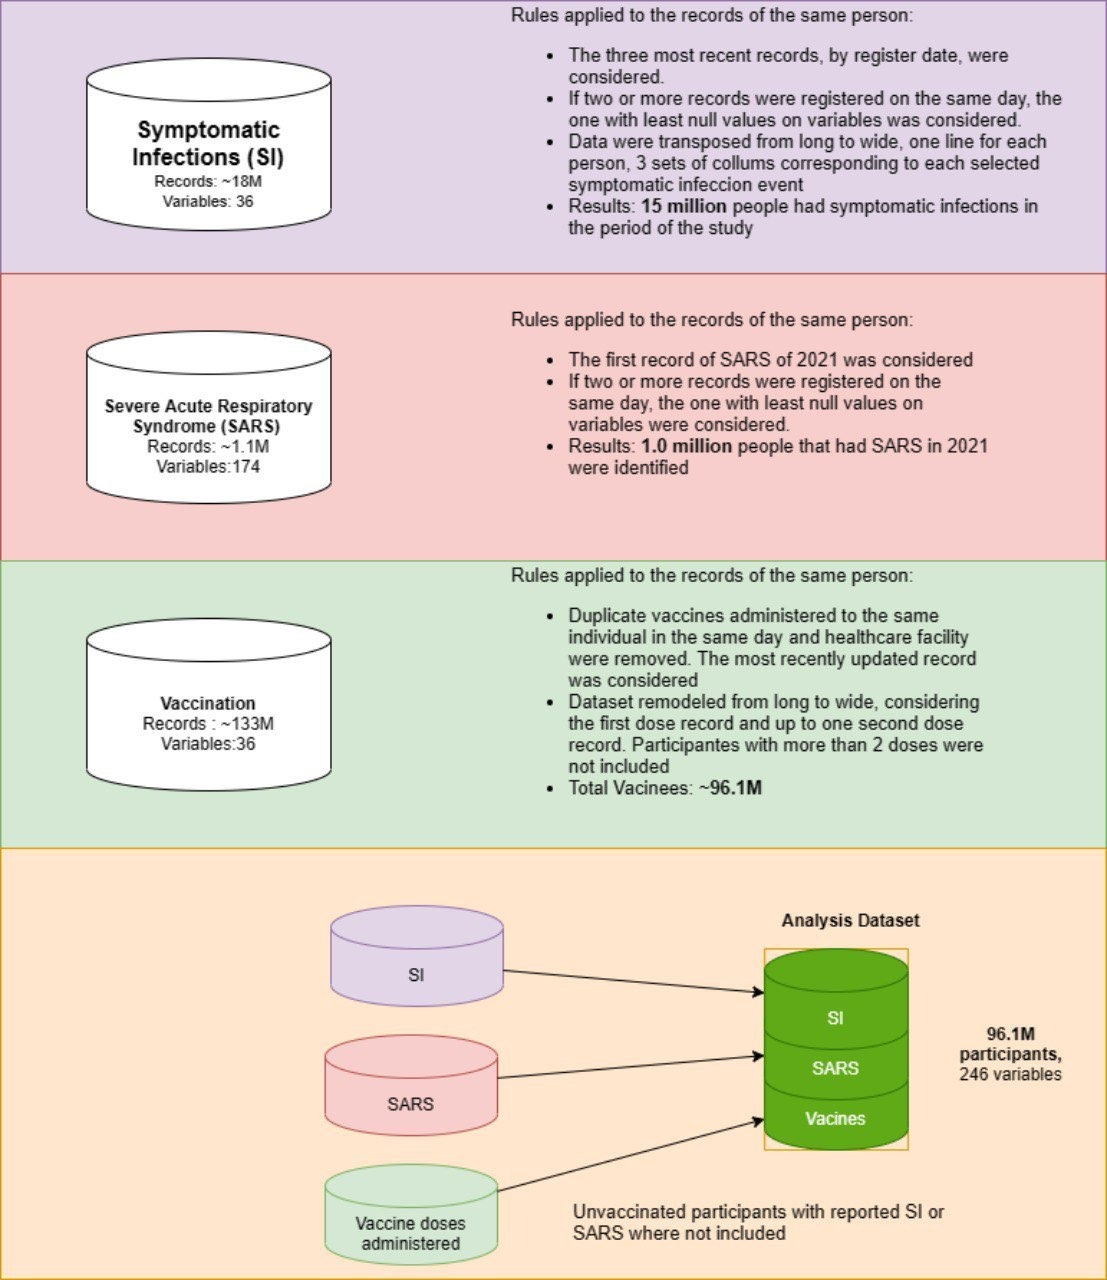 Rules applied to the records of the same person:
Symptomatic
Infections (SI)
Records: ~18M
Variables: 36
• The three most recent records, by register date, were
considered.
• If two or more records were registered on the same day, the
one with least null values on variables was considered.
• Data were transposed from long to wide, one line for each
person, 3 sets of collums corresponding to each selected
symptomatic infeccion event
• Results: 15 million people had symptomatic infections in
the period of the study
Rules applied to the records of the same person:
Severe Acute Respiratory
Syndrome (SARS)
Records: ~1.1M
Variables:174
• The first record of SARS of 2021 was considered
• If two or more records were registered on the
same day, the one with least null values on
variables were considered.
• Results: 1.0 million people that had SARS in 2021
were identified
Rules applied to the records of the same person:
Vaccination
Records : ~133M
Variables:36
• Duplicate vaccines administered to the same
individual in the same day and healthcare facility
were removed. The most recently updated record
was considered
• Dataset remodeled from long to wide, considering
the first dose record and up to one second dose
record. Participantes with more than 2 doses were
not included
• Total Vacinees: ~96.1M
SI
SARS
Vaccine doses
administered
Analysis Dataset
SI
SARS
Vacines
96.1M
participants,
246 variables
Unvaccinated participants with reported SI or
SARS where not included